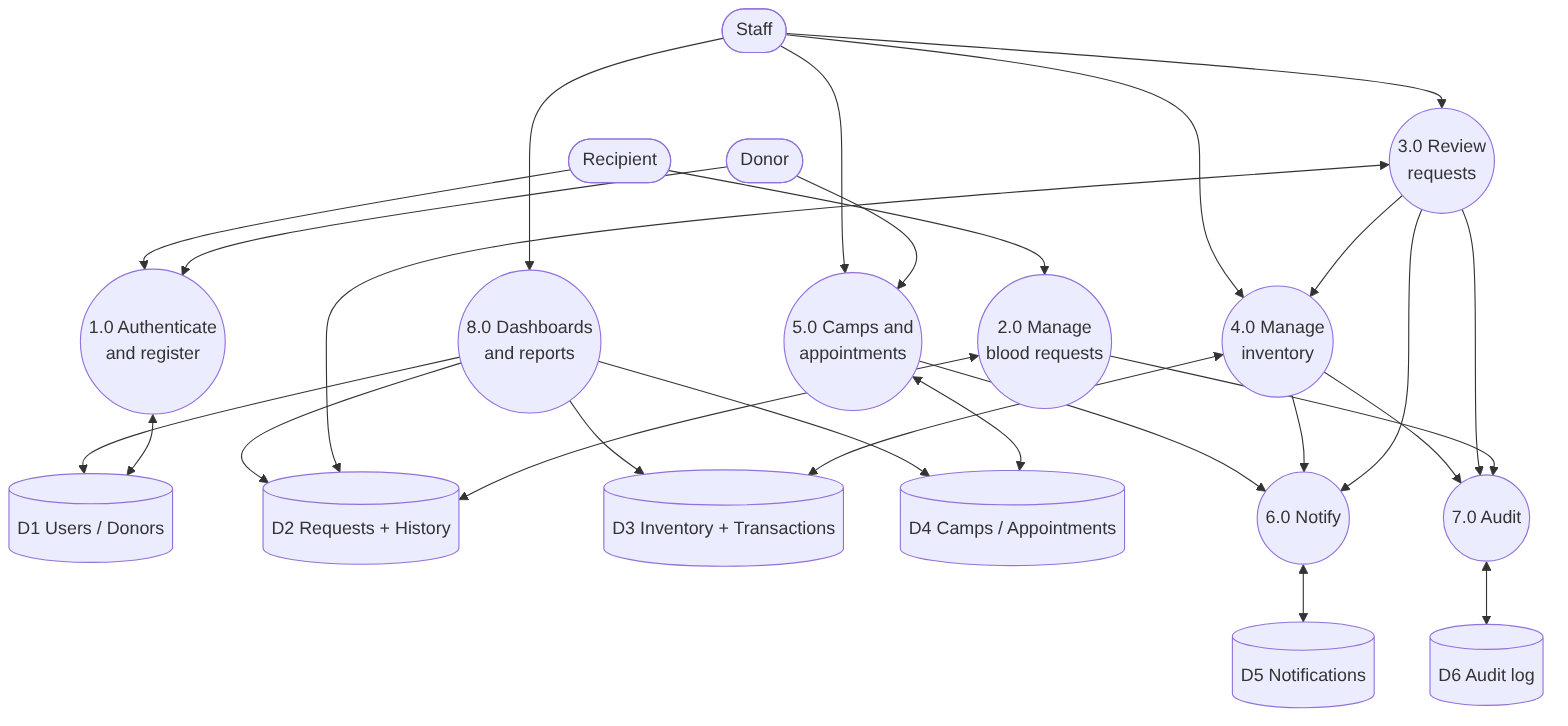 Staff
Recipient
Donor
3.0 Review
requests
1.0 Authenticate
and register
8.0 Dashboards
and reports
5.0 Camps and
appointments
2.0 Manage
blood requests
4.0 Manage
inventory
D1 Users / Donors
D2 Requests + History
D3 Inventory + Transactions
D4 Camps / Appointments
6.0 Notify
7.0 Audit
D5 Notifications
D6 Audit log